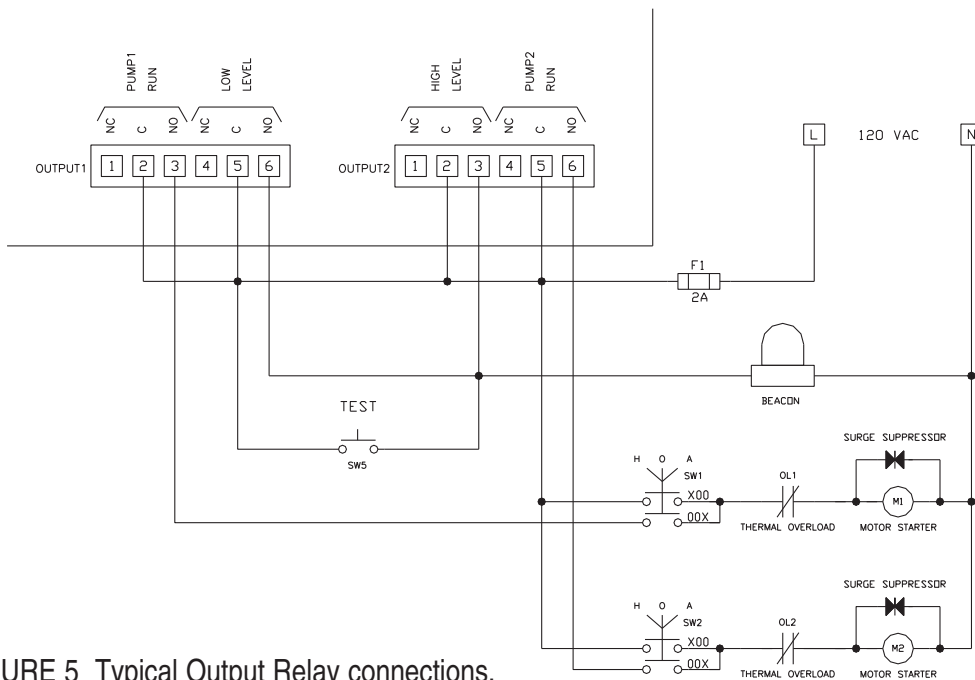 PUMP1
RUN
LOW
LEVEL
HIGH
LEVEL
PUMP2
RUN
NC C NO NC C NO
NC C NO NC C NO
OUTPUT1 1 2 3 4 5 6
OUTPUT2 1 2 3 4 5 6
L 120 VAC N
F1
2A
BEACON
TEST
SW5
SURGE SUPPRESSOR
H O A
SW1
X00
00X
OL1
THERMAL OVERLOAD
M1
MOTOR STARTER
SURGE SUPPRESSOR
H O A
SW2
X00
00X
OL2
THERMAL OVERLOAD
M2
MOTOR STARTER
URE 5 Typical Output Relay connections.